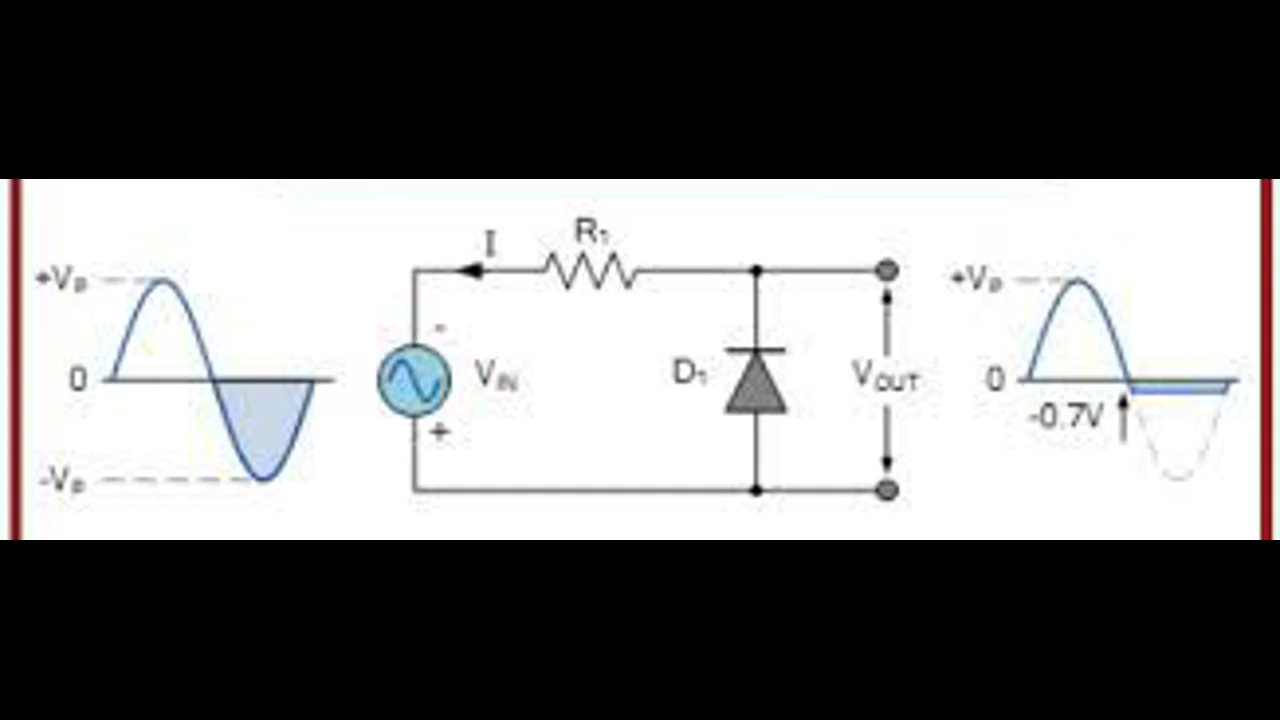 +Vp
0
-Vp
I
R₁
-
VIN
+
D₁
VOUT
+Vp
0
-0.7V